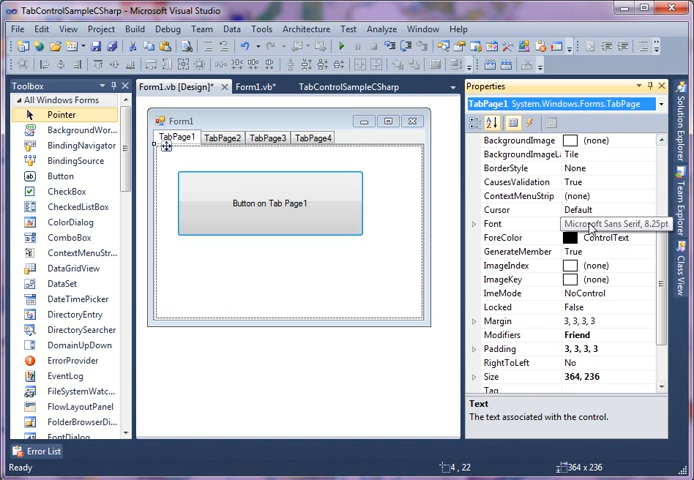 TabControlSampleCSharp - Microsoft Visual Studio
File Edit View Project Build Debug Team Data Tools Architecture Test Analyze Window Help
Toolbox
All Windows Forms
Pointer
BackgroundWor...
BindingNavigator
BindingSource
Button
CheckBox
CheckedListBox
ColorDialog
ComboBox
ContextMenuStrip
DataGridView
DataSet
DateTimePicker
DirectoryEntry
DirectorySearcher
DomainUpDown
ErrorProvider
EventLog
FileSystemWatc...
FlowLayoutPanel
FolderBrowserDi...
FontDialog
Form1.vb [Design]* Form1.vb* TabControlSampleCSharp
Form1
TabPage1 TabPage2 TabPage3 TabPage4
Button on Tab Page1
Properties
TabPage1 System.Windows.Forms.TabPage
BackgroundImage (none)
BackgroundImageLa Tile
BorderStyle None
CausesValidation True
ContextMenuStrip (none)
Cursor Default
Font Microsoft Sans Serif, 8.25pt
ForeColor ControlText
GenerateMember True
ImageIndex (none)
ImageKey (none)
ImeMode NoControl
Locked False
Margin 3, 3, 3, 3
Modifiers Friend
Padding 3, 3, 3, 3
RightToLeft No
Size 364, 236
Tag
Text
The text associated with the control.
Solution Explorer
Team Explorer
Class View
Error List
Ready 4 , 22 364 x 236